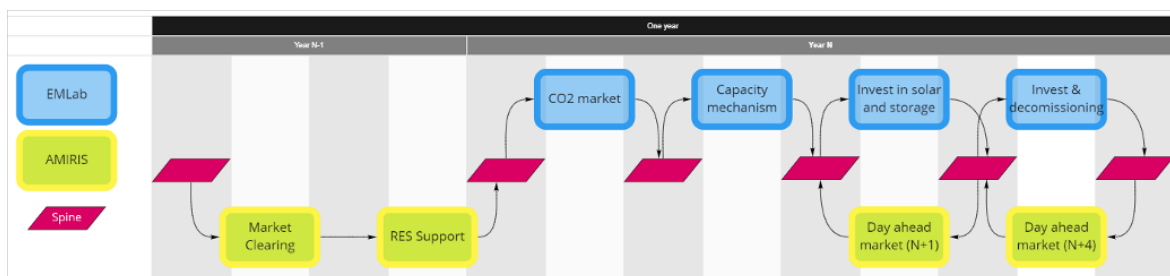 One year
Year N-1
Year N
EMLab
AMIRIS
Spine
CO2 market
Capacity
mechanism
Invest in solar
and storage
Invest &
decomissioning
Market
Clearing
RES Support
Day ahead
market (N+1)
Day ahead
market (N+4)